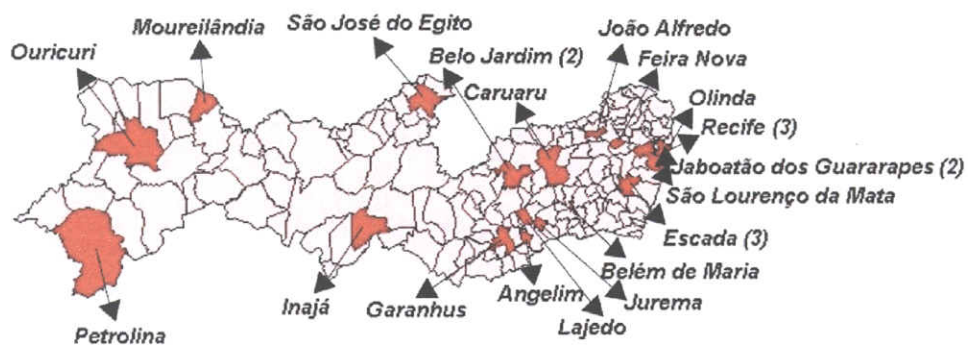 São José do Egito
João Alfredo
Moureilândia
Belo Jardim (2)
Feira Nova
Ouricuri
Caruaru
Olinda
Recife (3)
Jaboatão dos Guararapes (2)
São Lourenço da Mata
Escada (3)
Belém de Maria
Angelim
Jurema
Inajá
Garanhus
Lajedo
Petrolina